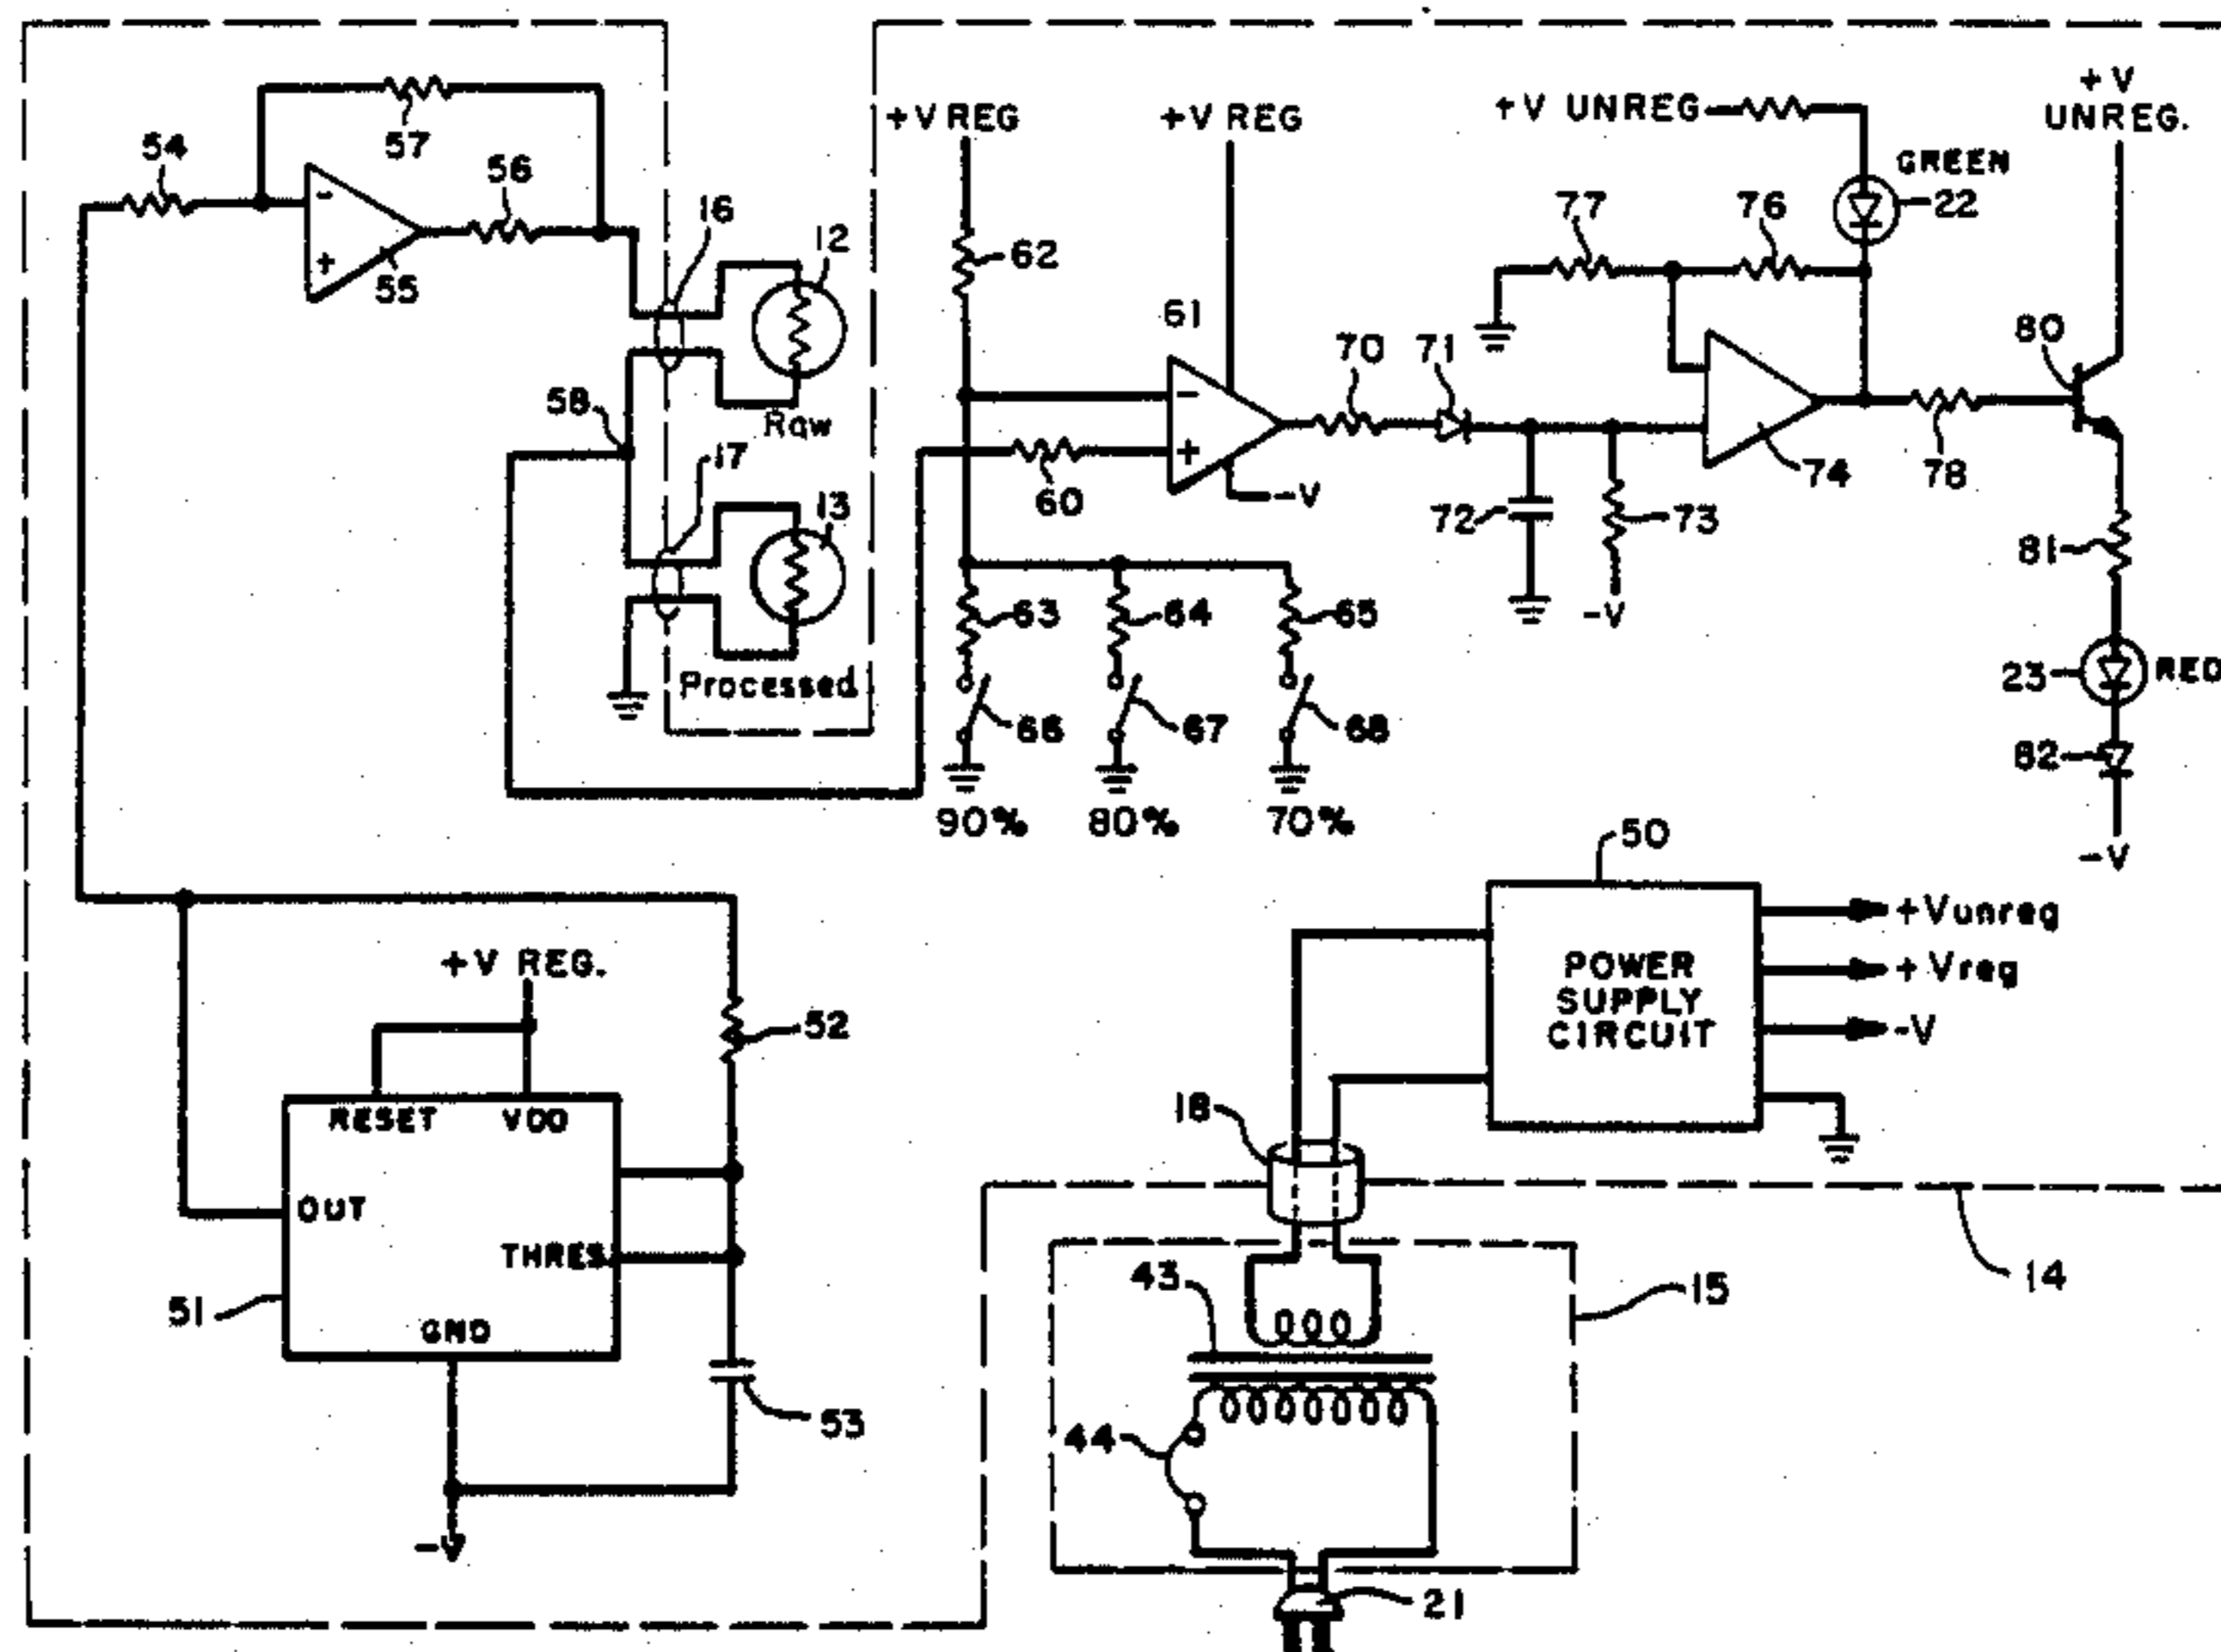 57
54
56
-
+
55
16
12
Raw
58
17
13
Processed
+V REG
+V REG
62
61
-
+
60
-V
63
64
65
66
67
68
90%
80%
70%
+V UNREG
GREEN
22
77
76
70
71
72
73
-V
74
78
+V
UNREG.
80
81
23
RED
82
-V
50
POWER
SUPPLY
CIRCUIT
+Vunreg
+Vreg
-V
+V REG.
52
RESET
VDD
OUT
THRES.
GND
51
53
-V
18
14
15
43
44
21